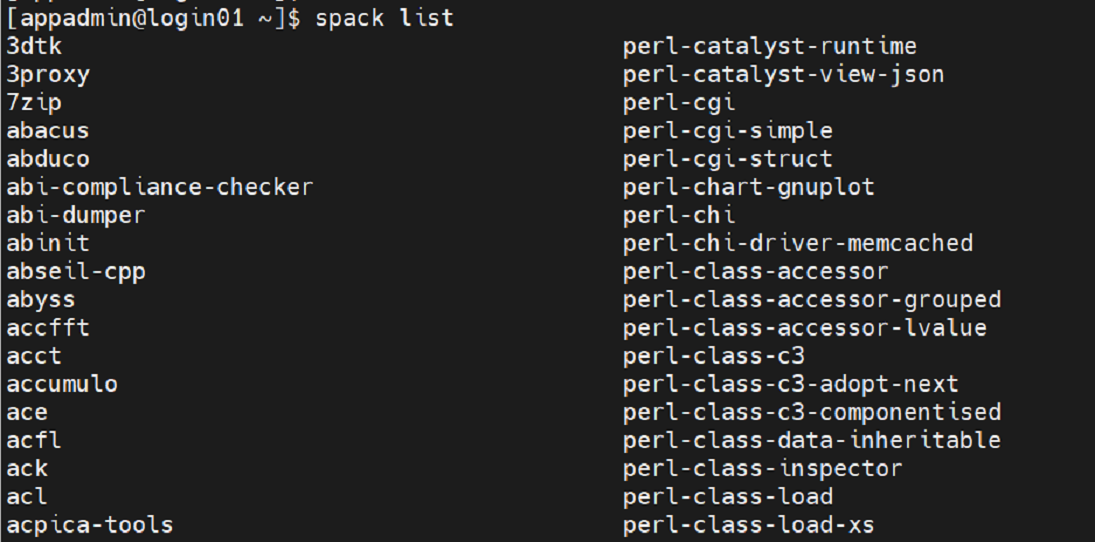 [appadmin@login01 ~]$ spack list
3dtk perl-catalyst-runtime
3proxy perl-catalyst-view-json
7zip perl-cgi
abacus perl-cgi-simple
abduco perl-cgi-struct
abi-compliance-checker perl-chart-gnuplot
abi-dumper perl-chi
abinit perl-chi-driver-memcached
abseil-cpp perl-class-accessor
abyss perl-class-accessor-grouped
accfft perl-class-accessor-lvalue
acct perl-class-c3
accumulo perl-class-c3-adopt-next
ace perl-class-c3-componentised
acfl perl-class-data-inheritable
ack perl-class-inspector
acl perl-class-load
acpica-tools perl-class-load-xs